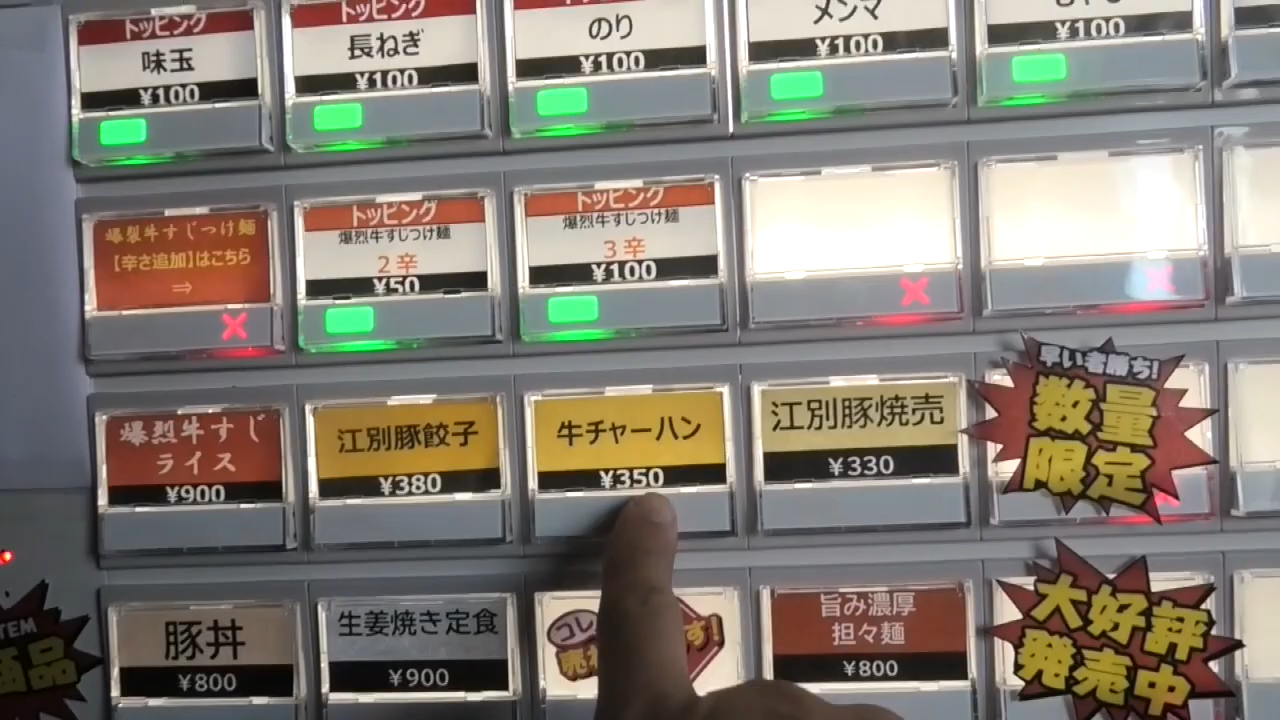 トッピング
味玉
¥100
トッピング
長ねぎ
¥100
のり
¥100
メンマ
¥100
¥100
爆裂牛すじつけ麺
【辛さ追加】はこちら
⇒
トッピング
爆烈牛すじつけ麺
2辛
¥50
トッピング
爆烈牛すじつけ麺
3辛
¥100
爆烈牛すじ
ライス
¥900
江別豚餃子
¥380
牛チャーハン
¥350
江別豚焼売
¥330
早い者勝ち!
数量
限定
豚丼
¥800
生姜焼き定食
¥900
コレ
す!
旨み濃厚
担々麺
¥800
大好評
発売中